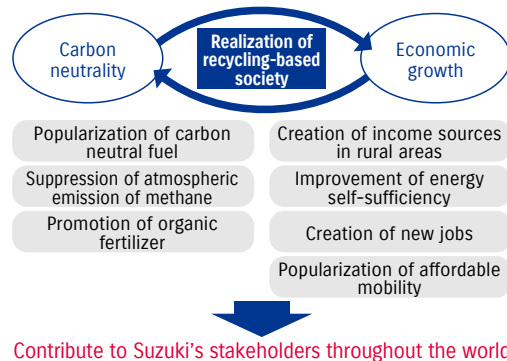 Carbon
neutrality
Realization of
recycling-based
society
Economic
growth
Popularization of carbon
neutral fuel
Suppression of atmospheric
emission of methane
Promotion of organic
fertilizer
Creation of income sources
in rural areas
Improvement of energy
self-sufficiency
Creation of new jobs
Popularization of affordable
mobility
Contribute to Suzuki's stakeholders throughout the world